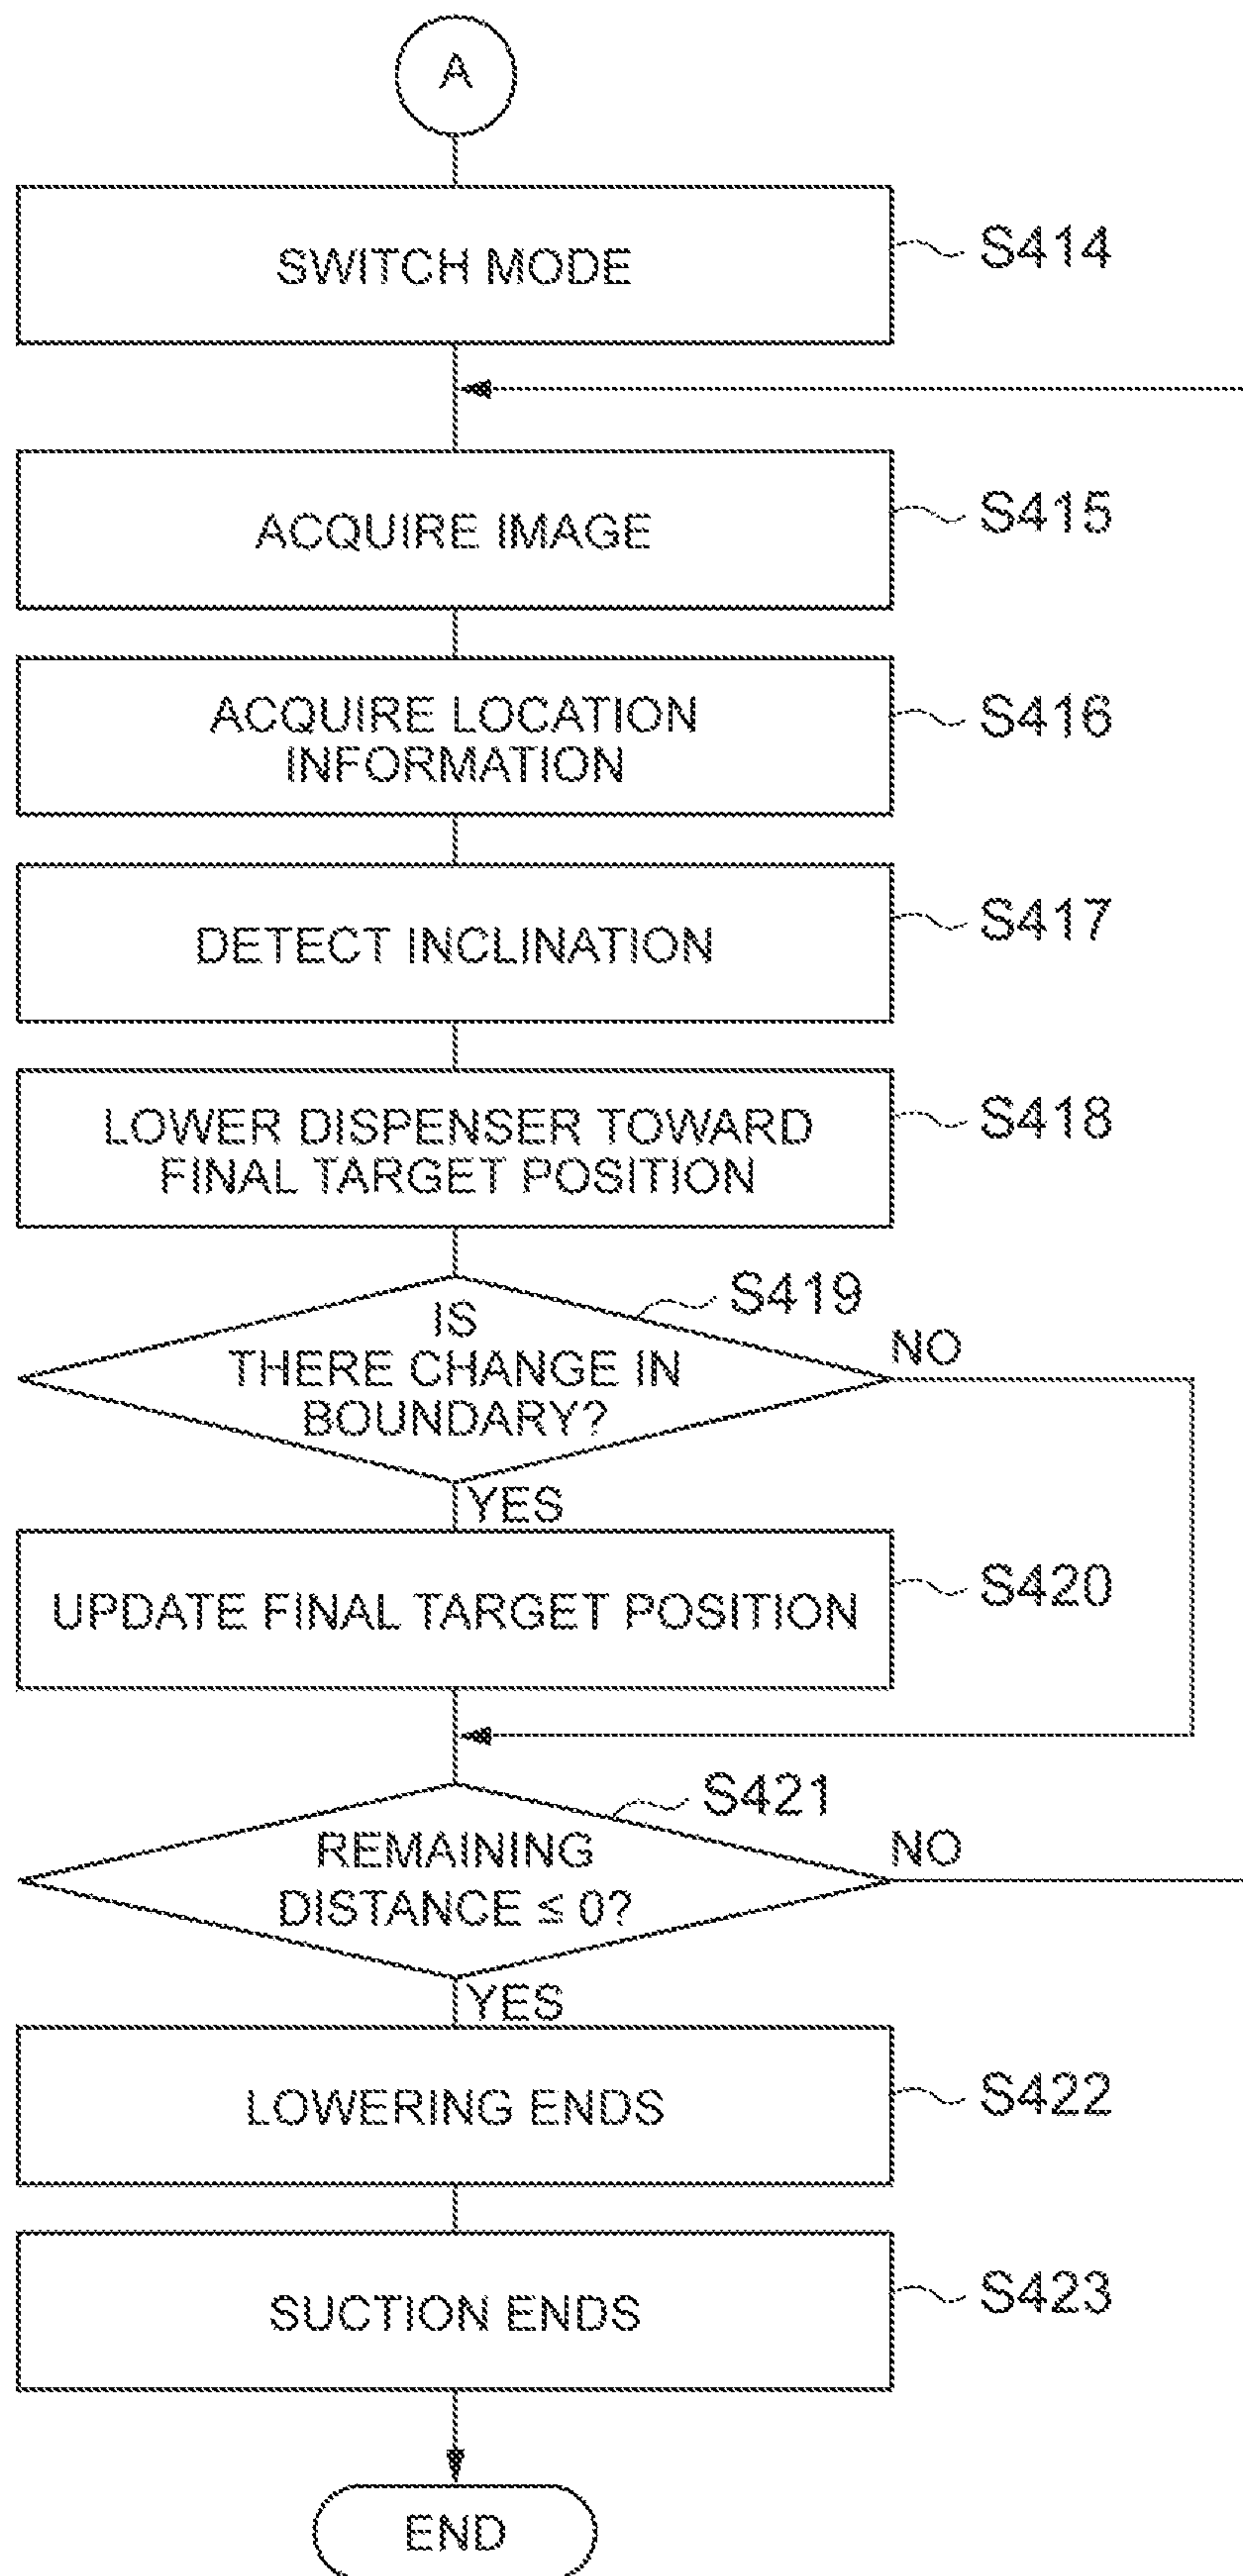 A
SWITCH MODE
S414
ACQUIRE IMAGE
S415
ACQUIRE LOCATION
INFORMATION
S416
DETECT INCLINATION
S417
LOWER DISPENSER TOWARD
FINAL TARGET POSITION
S418
S419
IS
THERE CHANGE IN
BOUNDARY?
NO
YES
UPDATE FINAL TARGET POSITION
S420
S421
REMAINING
DISTANCE ≤ 0?
NO
YES
LOWERING ENDS
S422
SUCTION ENDS
S423
END